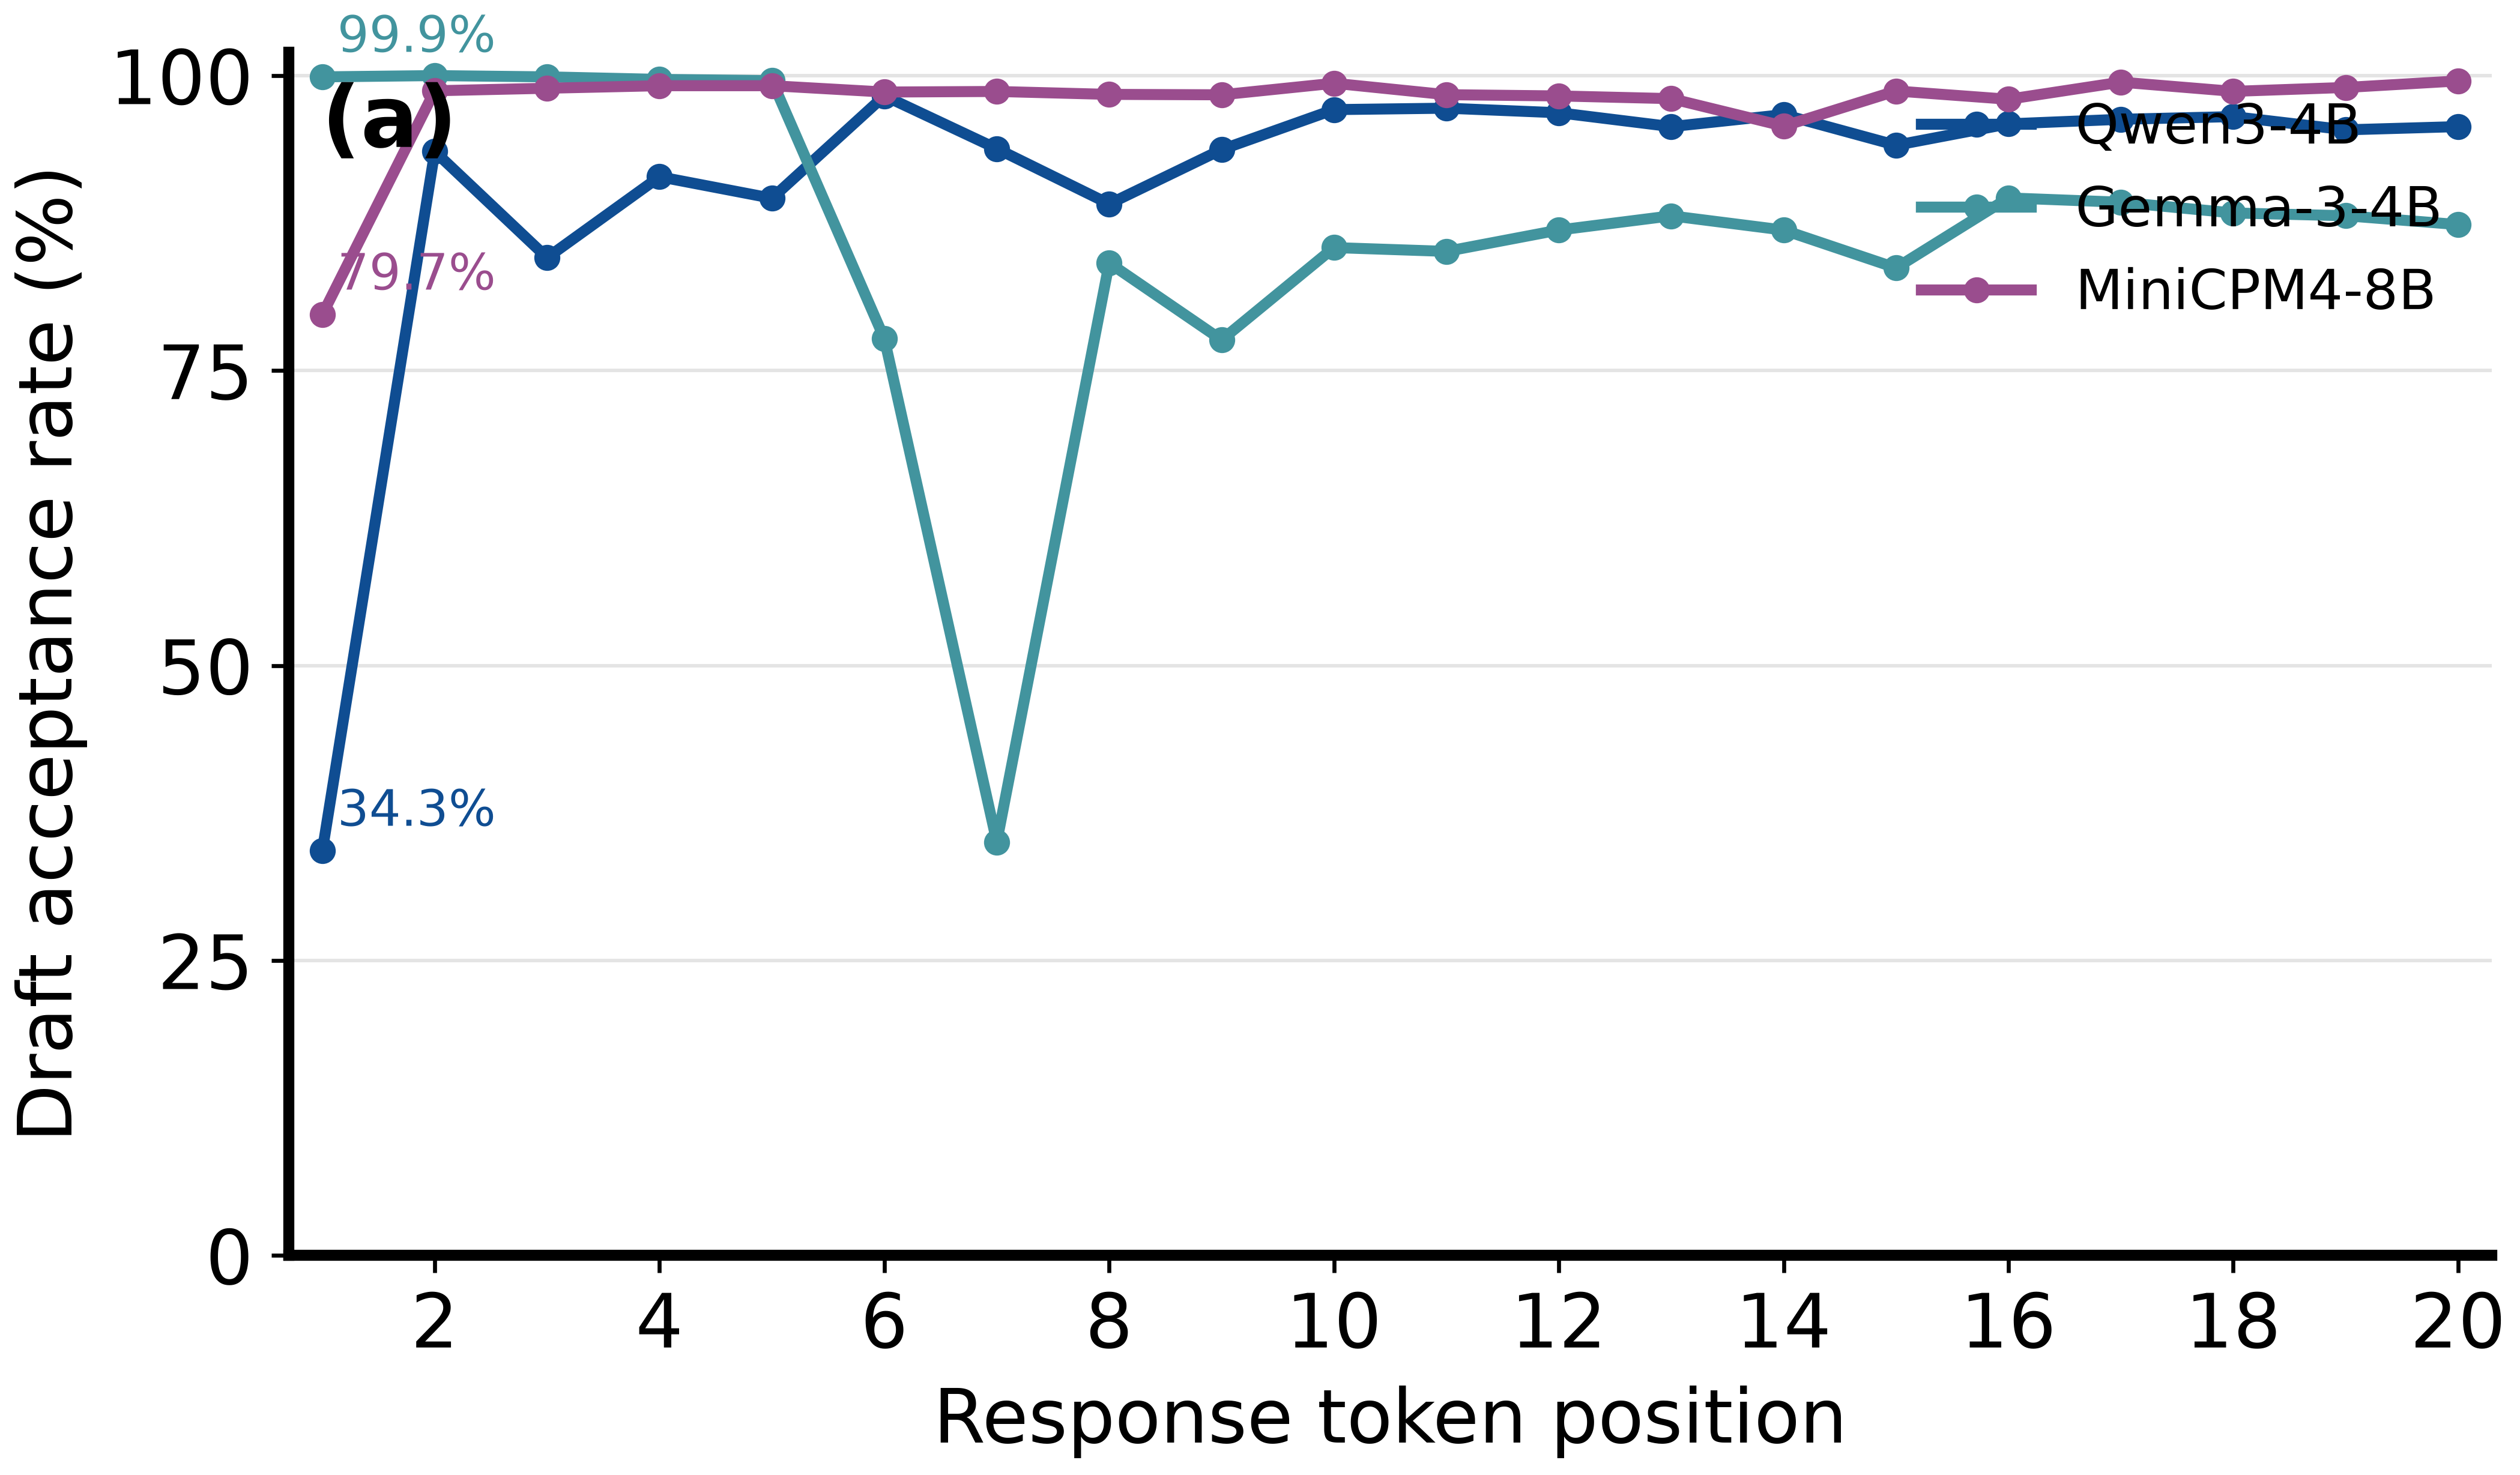 99.9%
100
(a)
Qwen3-4B
Gemma-3-4B
79.7%
MiniCPM4-8B
75
50
34.3%
25
0
Draft acceptance rate (%)
2 4 6 8 10 12 14 16 18 20
Response token position